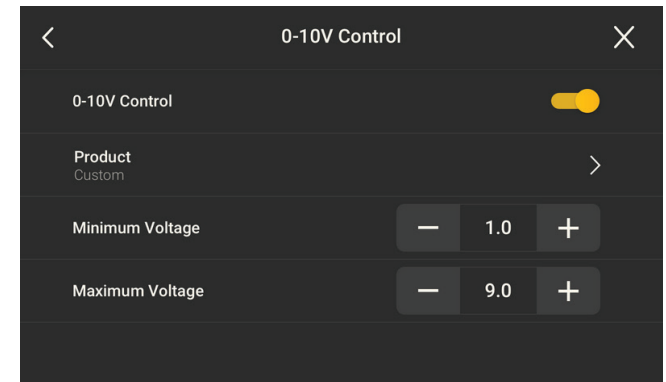 0-10V Control
0-10V Control
Product
Custom
Minimum Voltage
1.0
Maximum Voltage
9.0